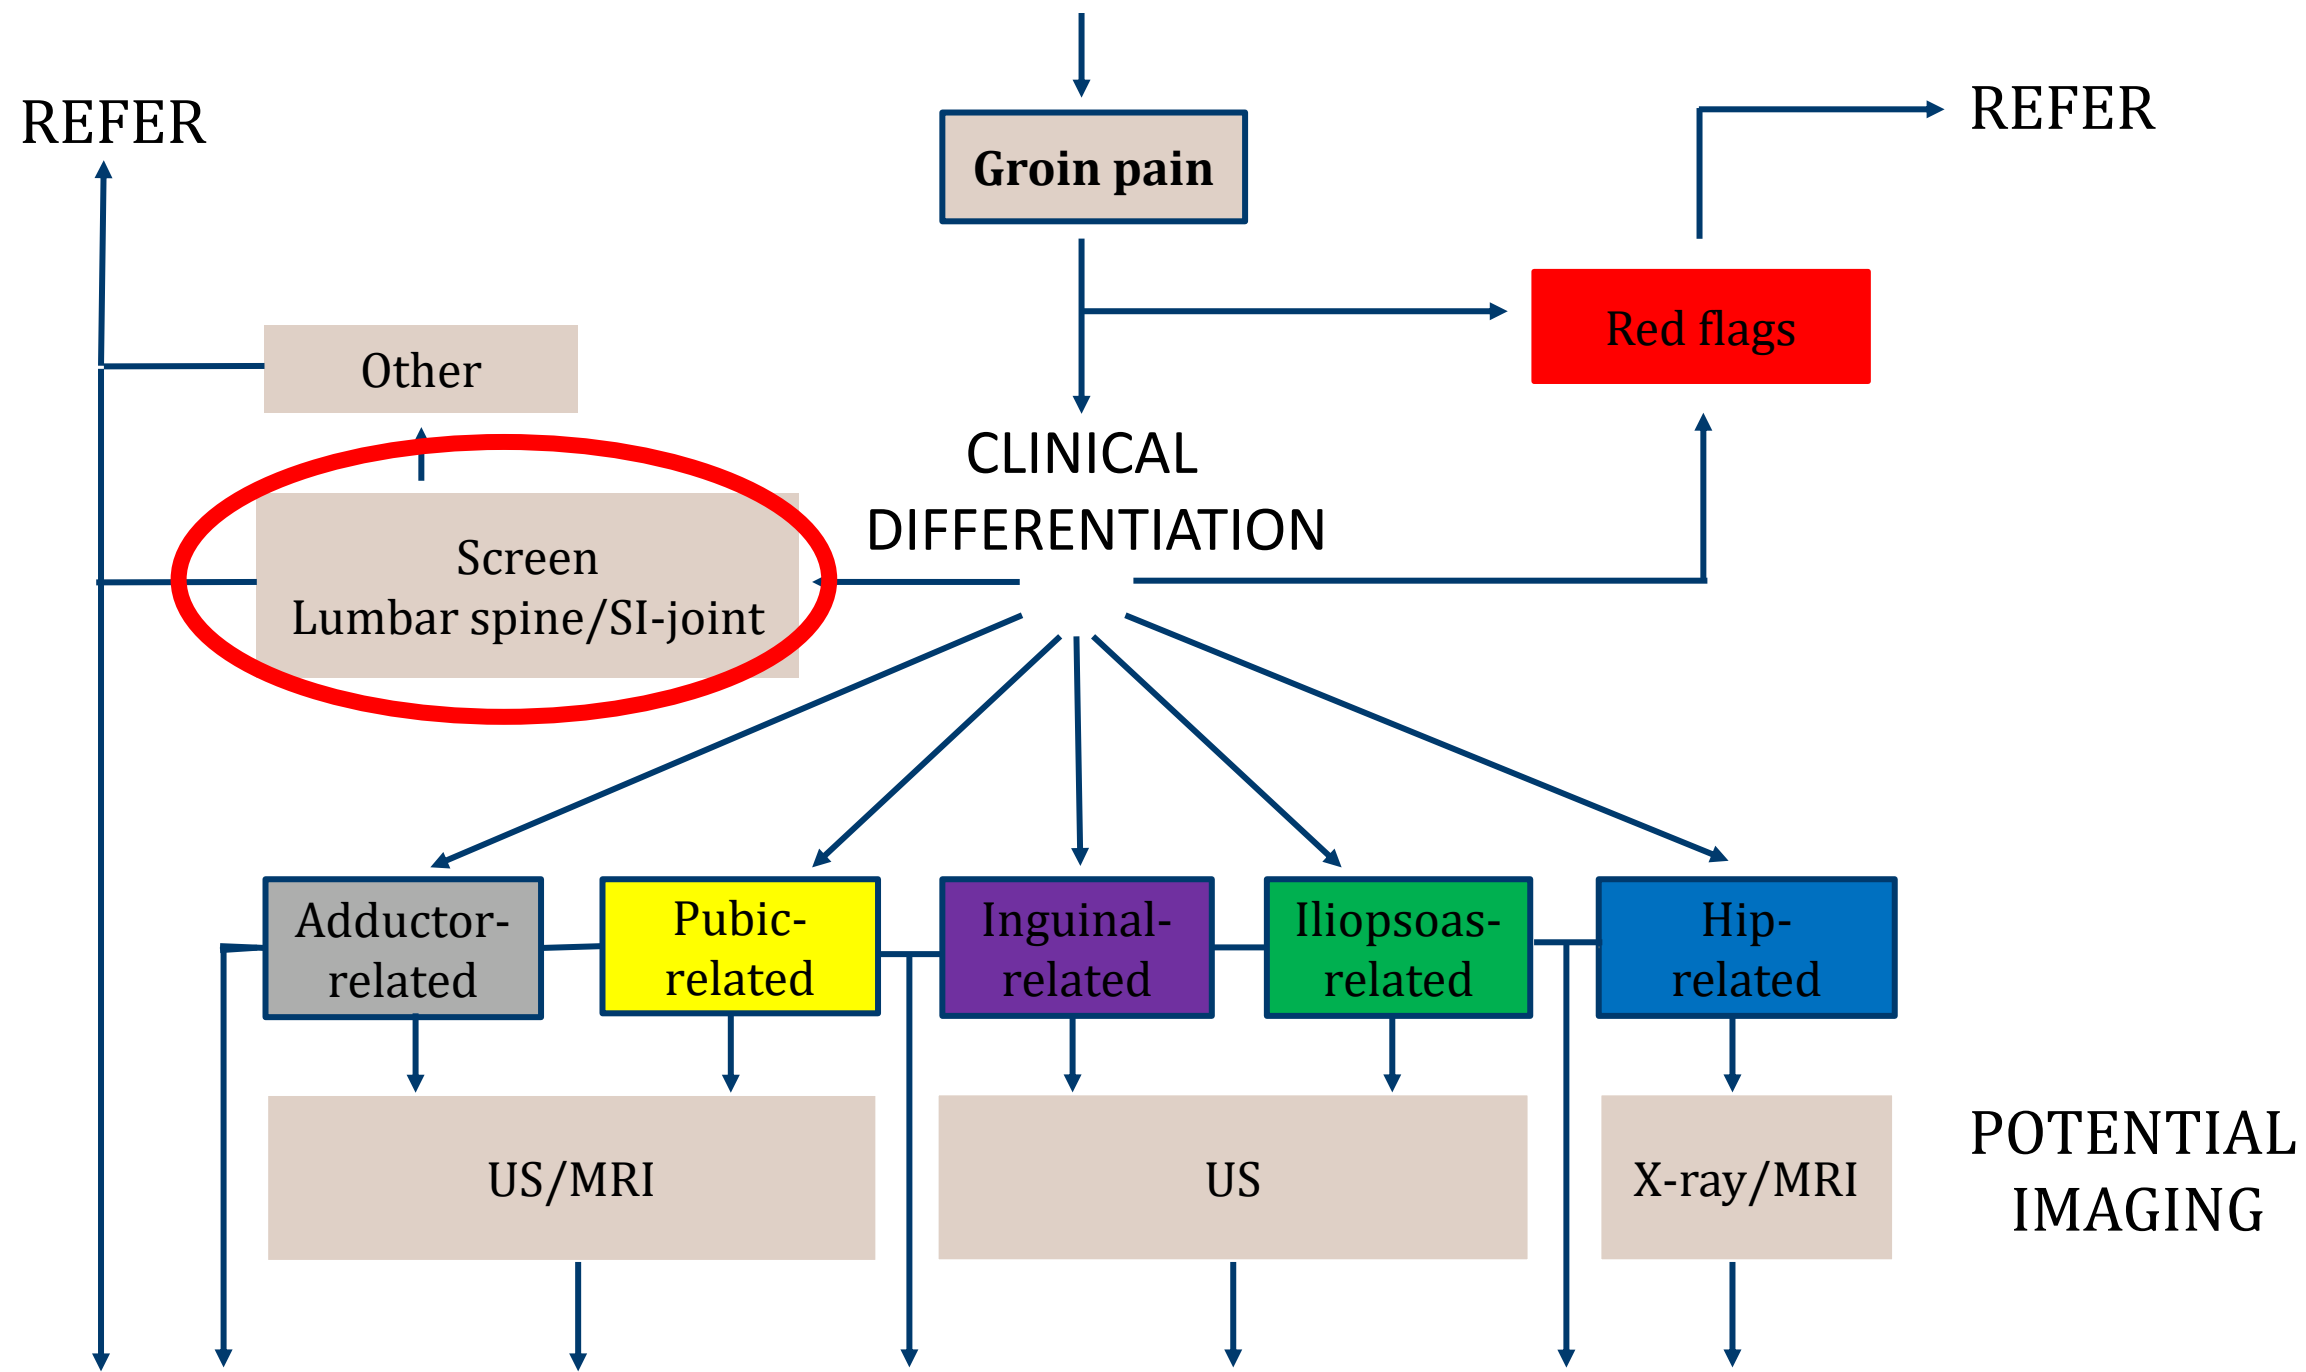 REFER
REFER
Groin pain
Red flags
Other
CLINICAL
DIFFERENTIATION
Screen
Lumbar spine/SI-joint
Adductor-
related
Pubic-
related
Inguinal-
related
Iliopsoas-
related
Hip-
related
US/MRI
US
X-ray/MRI
POTENTIAL
IMAGING